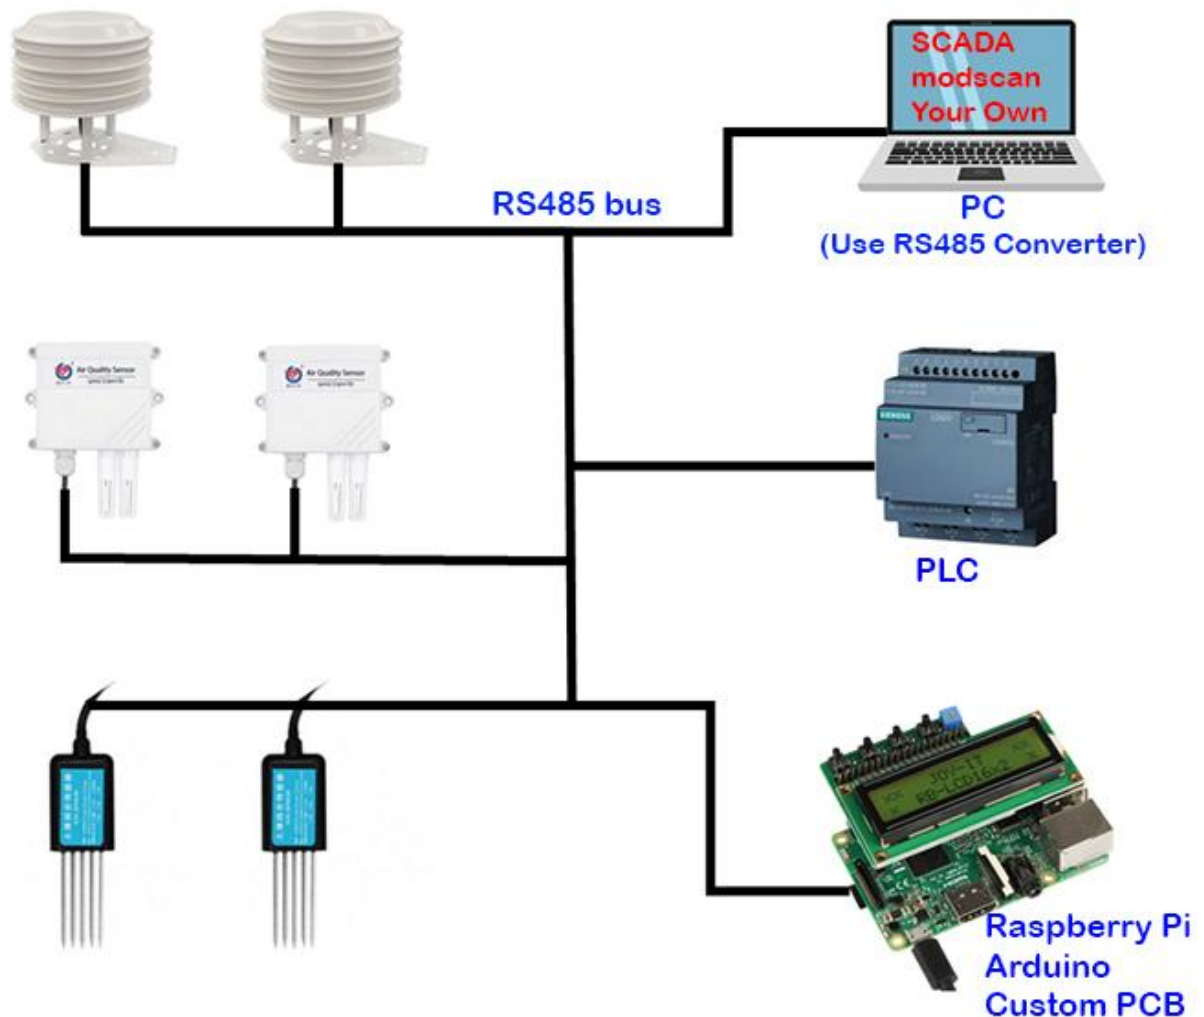 SCADA
modscan
Your Own
RS485 bus
PC
(Use RS485 Converter)
Air Quality Sensor
Air Quality Sensor
SIEMENS
PLC
JOY-IT
RB-LCD16x2
Raspberry Pi
Arduino
Custom PCB